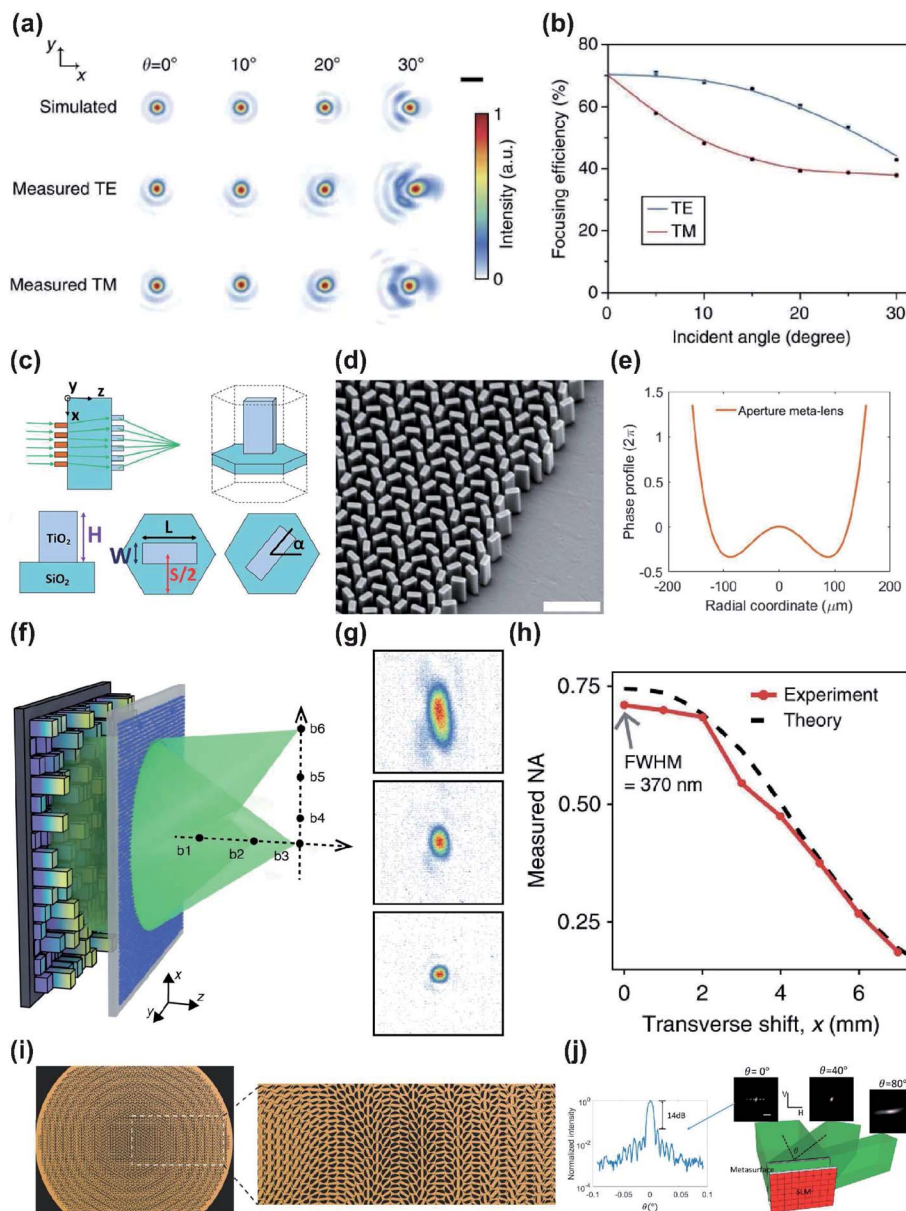 (a)
y
x
θ=0° 10° 20° 30°
Simulated
Measured TE
Measured TM
1
Intensity (a.u.)
0
(b)
Focusing efficiency (%)
80
60
40
20
0
TE
TM
0 10 20 30
Incident angle (degree)
(c)
y z
x
H
TiO₂
SiO₂
L
W
S/2
α
(d)
(e)
Phase profile (2π)
1.5
1
0.5
0
-0.5
Aperture meta-lens
-200 -100 0 100 200
Radial coordinate (μm)
(f)
b6
b5
b4
b1 b2 b3
x
y z
(g)
(h)
Measured NA
0.75
0.50
0.25
Experiment
Theory
FWHM
= 370 nm
0 2 4 6
Transverse shift, x (mm)
(i)
(j)
Normalized intensity
10⁰
10⁻²
10⁻⁴
14dB
-0.1 -0.05 0 0.05 0.1
θ(°)
θ= 0° θ=40° θ=80°
V
H
θ
Metasurface
SLM